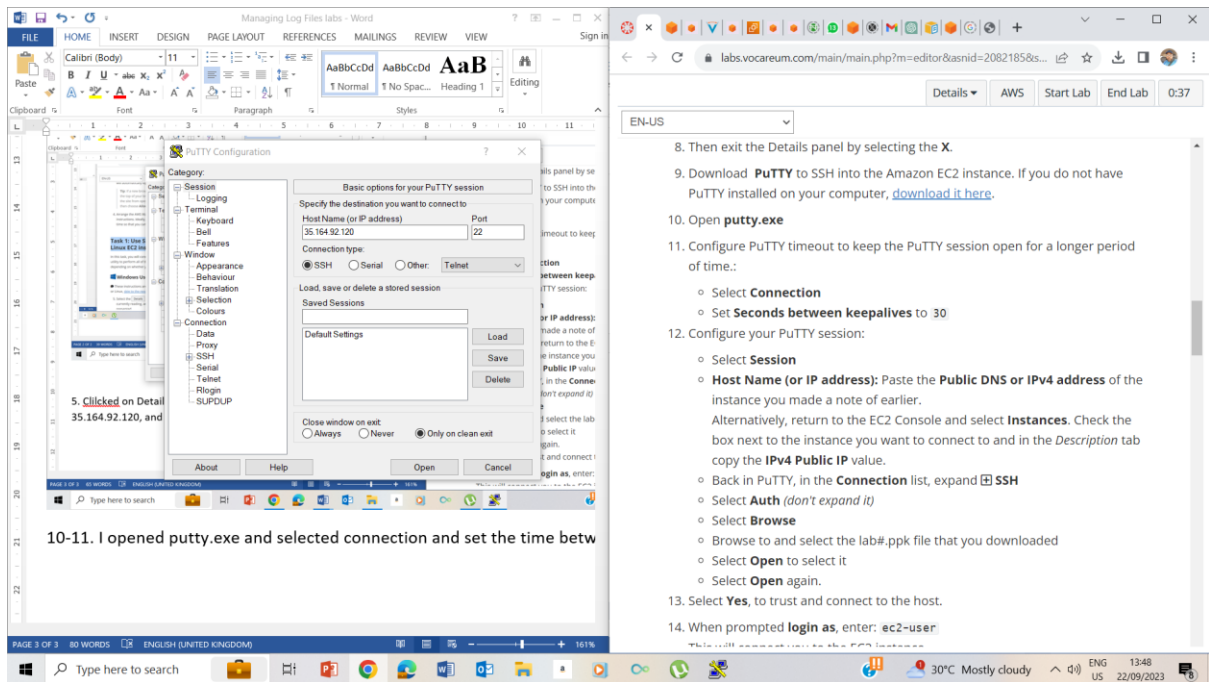 Managing Log Files labs - Word
Sign in
FILE HOME INSERT DESIGN PAGE LAYOUT REFERENCES MAILINGS REVIEW VIEW
Calibri (Body) 11
Paste
AaBbCcDd AaBbCcDd AaB
¶ Normal ¶ No Spac... Heading 1
Editing
Clipboard Font Paragraph Styles
PuTTY Configuration
Category:
Session
Logging
Terminal
Keyboard
Bell
Features
Window
Appearance
Behaviour
Translation
Selection
Colours
Connection
Data
Proxy
SSH
Serial
Telnet
Rlogin
SUPDUP
Basic options for your PuTTY session
Specify the destination you want to connect to
Host Name (or IP address) Port
35.164.92.120 22
Connection type:
SSH Serial Other: Telnet
Load, save or delete a stored session
Saved Sessions
Default Settings
Load
Save
Delete
Close window on exit:
Always Never Only on clean exit
About Help Open Cancel
5. Clilcked on Detail
35.164.92.120, and
Type here to search
10-11. I opened putty.exe and selected connection and set the time betw
PAGE 3 OF 3 80 WORDS ENGLISH (UNITED KINGDOM) 161%
labs.vocareum.com/main/main.php?m=editor&asnid=2082185&s...
Details AWS Start Lab End Lab 0:37
EN-US
8. Then exit the Details panel by selecting the X.
9. Download PuTTY to SSH into the Amazon EC2 instance. If you do not have
PuTTY installed on your computer, download it here.
10. Open putty.exe
11. Configure PuTTY timeout to keep the PuTTY session open for a longer period
of time.:
Select Connection
Set Seconds between keepalives to 30
12. Configure your PuTTY session:
Select Session
Host Name (or IP address): Paste the Public DNS or IPv4 address of the
instance you made a note of earlier.
Alternatively, return to the EC2 Console and select Instances. Check the
box next to the instance you want to connect to and in the Description tab
copy the IPv4 Public IP value.
Back in PuTTY, in the Connection list, expand SSH
Select Auth (don't expand it)
Select Browse
Browse to and select the lab#.ppk file that you downloaded
Select Open to select it
Select Open again.
13. Select Yes, to trust and connect to the host.
14. When prompted login as, enter: ec2-user
This will connect you to the EC2 instance.
Type here to search
30°C Mostly cloudy
ENG
US
13:48
22/09/2023